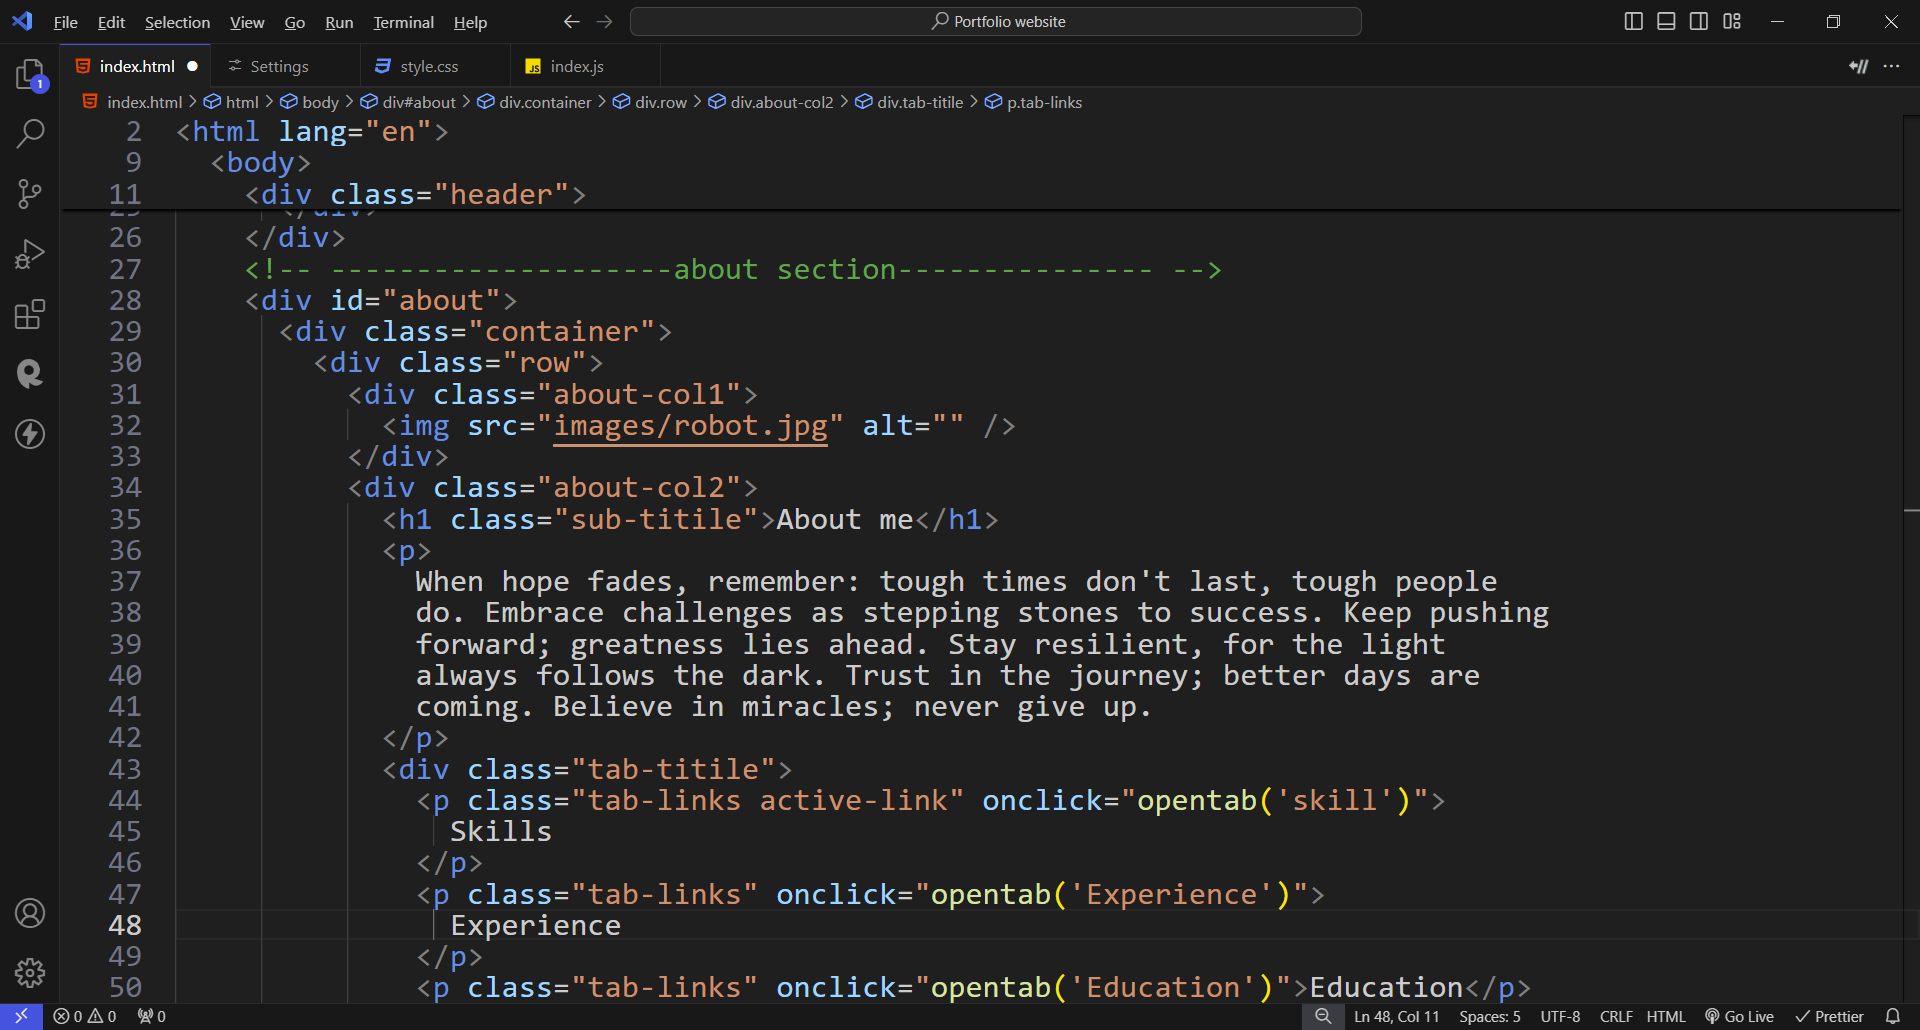 File Edit Selection View Go Run Terminal Help Portfolio website
index.html Settings style.css JS index.js
index.html > html > body > div#about > div.container > div.row > div.about-col2 > div.tab-titile > p.tab-links
2 <html lang="en">
9 <body>
11 <div class="header">
25 </div>
26 </div>
27 <!-- --------------------about section--------------- -->
28 <div id="about">
29 <div class="container">
30 <div class="row">
31 <div class="about-col1">
32 <img src="images/robot.jpg" alt="" />
33 </div>
34 <div class="about-col2">
35 <h1 class="sub-titile">About me</h1>
36 <p>
37 When hope fades, remember: tough times don't last, tough people
38 do. Embrace challenges as stepping stones to success. Keep pushing
39 forward; greatness lies ahead. Stay resilient, for the light
40 always follows the dark. Trust in the journey; better days are
41 coming. Believe in miracles; never give up.
42 </p>
43 <div class="tab-titile">
44 <p class="tab-links active-link" onclick="opentab('skill')">
45 Skills
46 </p>
47 <p class="tab-links" onclick="opentab('Experience')">
48 Experience
49 </p>
50 <p class="tab-links" onclick="opentab('Education')">Education</p>
1
0 0 0 Ln 48, Col 11 Spaces: 5 UTF-8 CRLF HTML Go Live Prettier